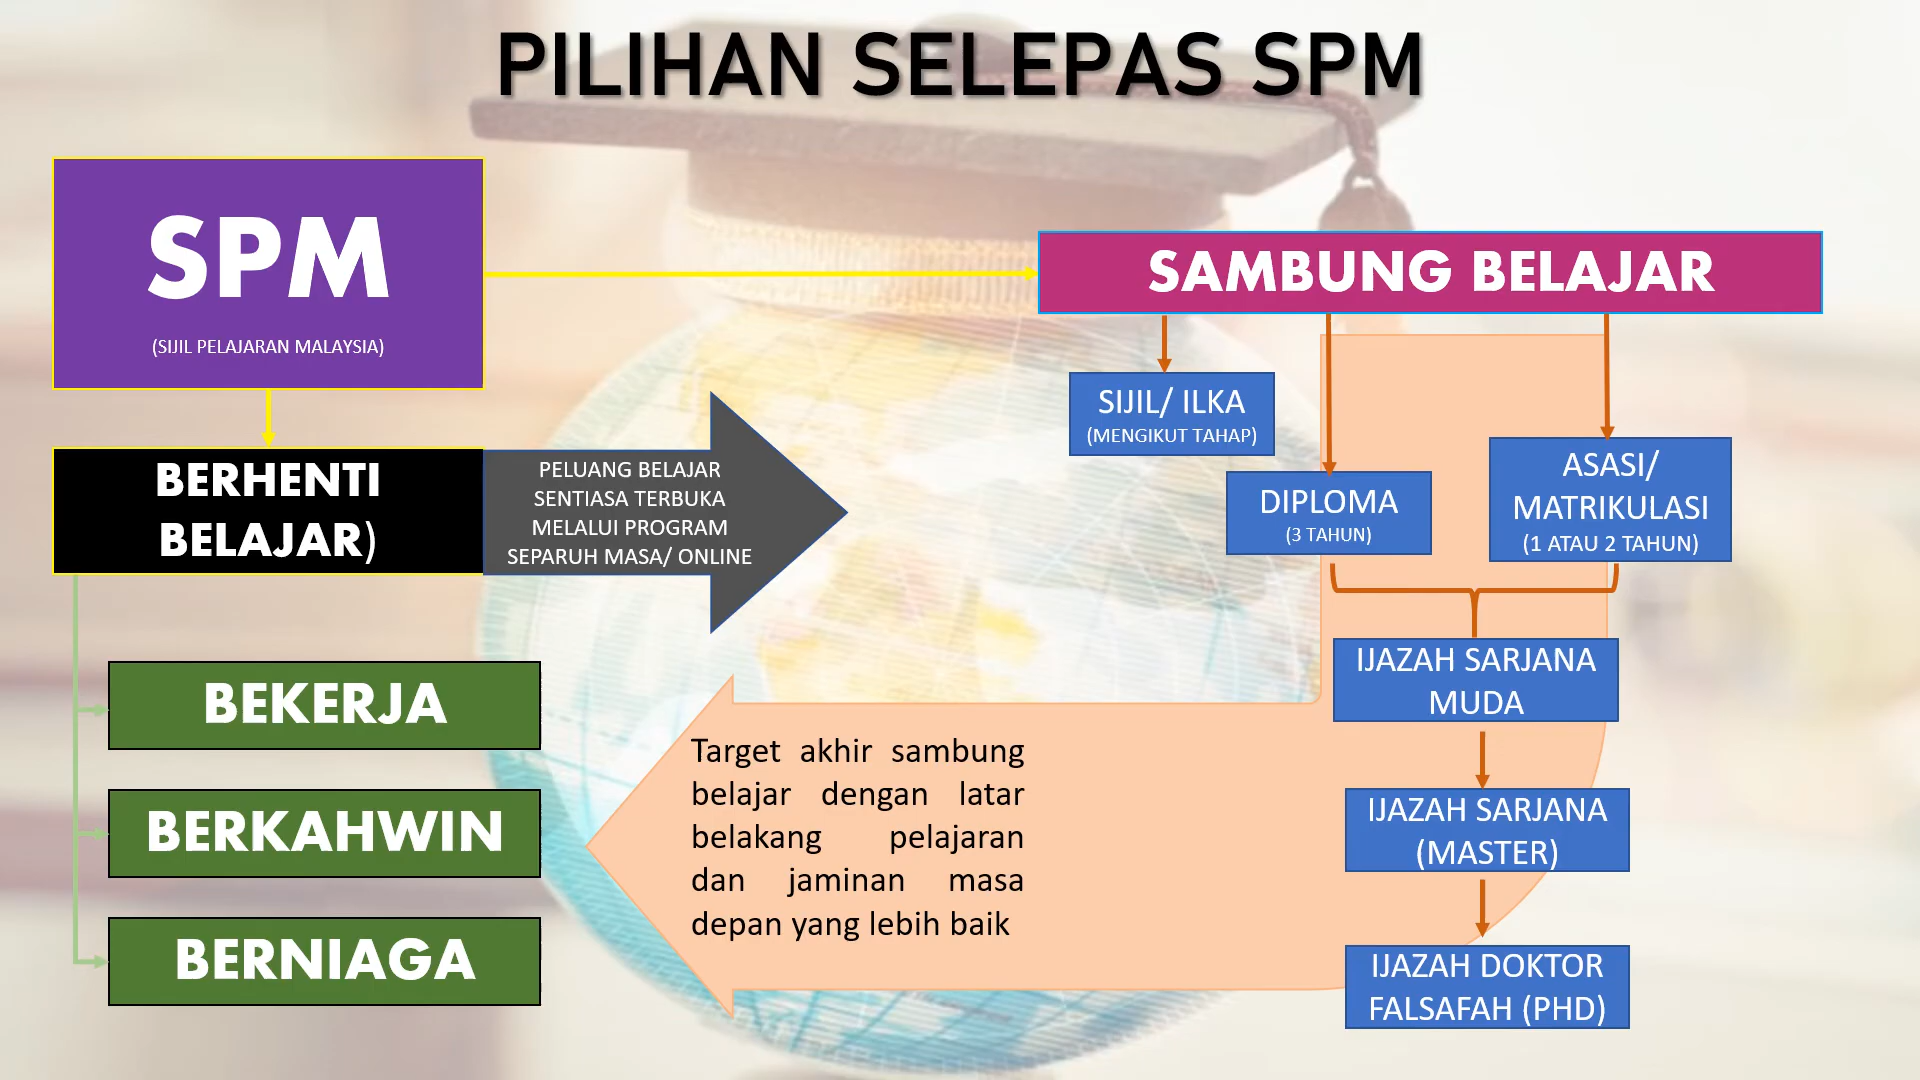 PILIHAN SELEPAS SPM
SPM
(SIJIL PELAJARAN MALAYSIA)
SAMBUNG BELAJAR
SIJIL/ ILKA
(MENGIKUT TAHAP)
DIPLOMA
(3 TAHUN)
ASASI/
MATRIKULASI
(1 ATAU 2 TAHUN)
BERHENTI
BELAJAR)
PELUANG BELAJAR
SENTIASA TERBUKA
MELALUI PROGRAM
SEPARUH MASA/ ONLINE
BEKERJA
BERKAHWIN
BERNIAGA
Target akhir sambung
belajar dengan latar
belakang pelajaran
dan jaminan masa
depan yang lebih baik
IJAZAH SARJANA
MUDA
IJAZAH SARJANA
(MASTER)
IJAZAH DOKTOR
FALSAFAH (PHD)